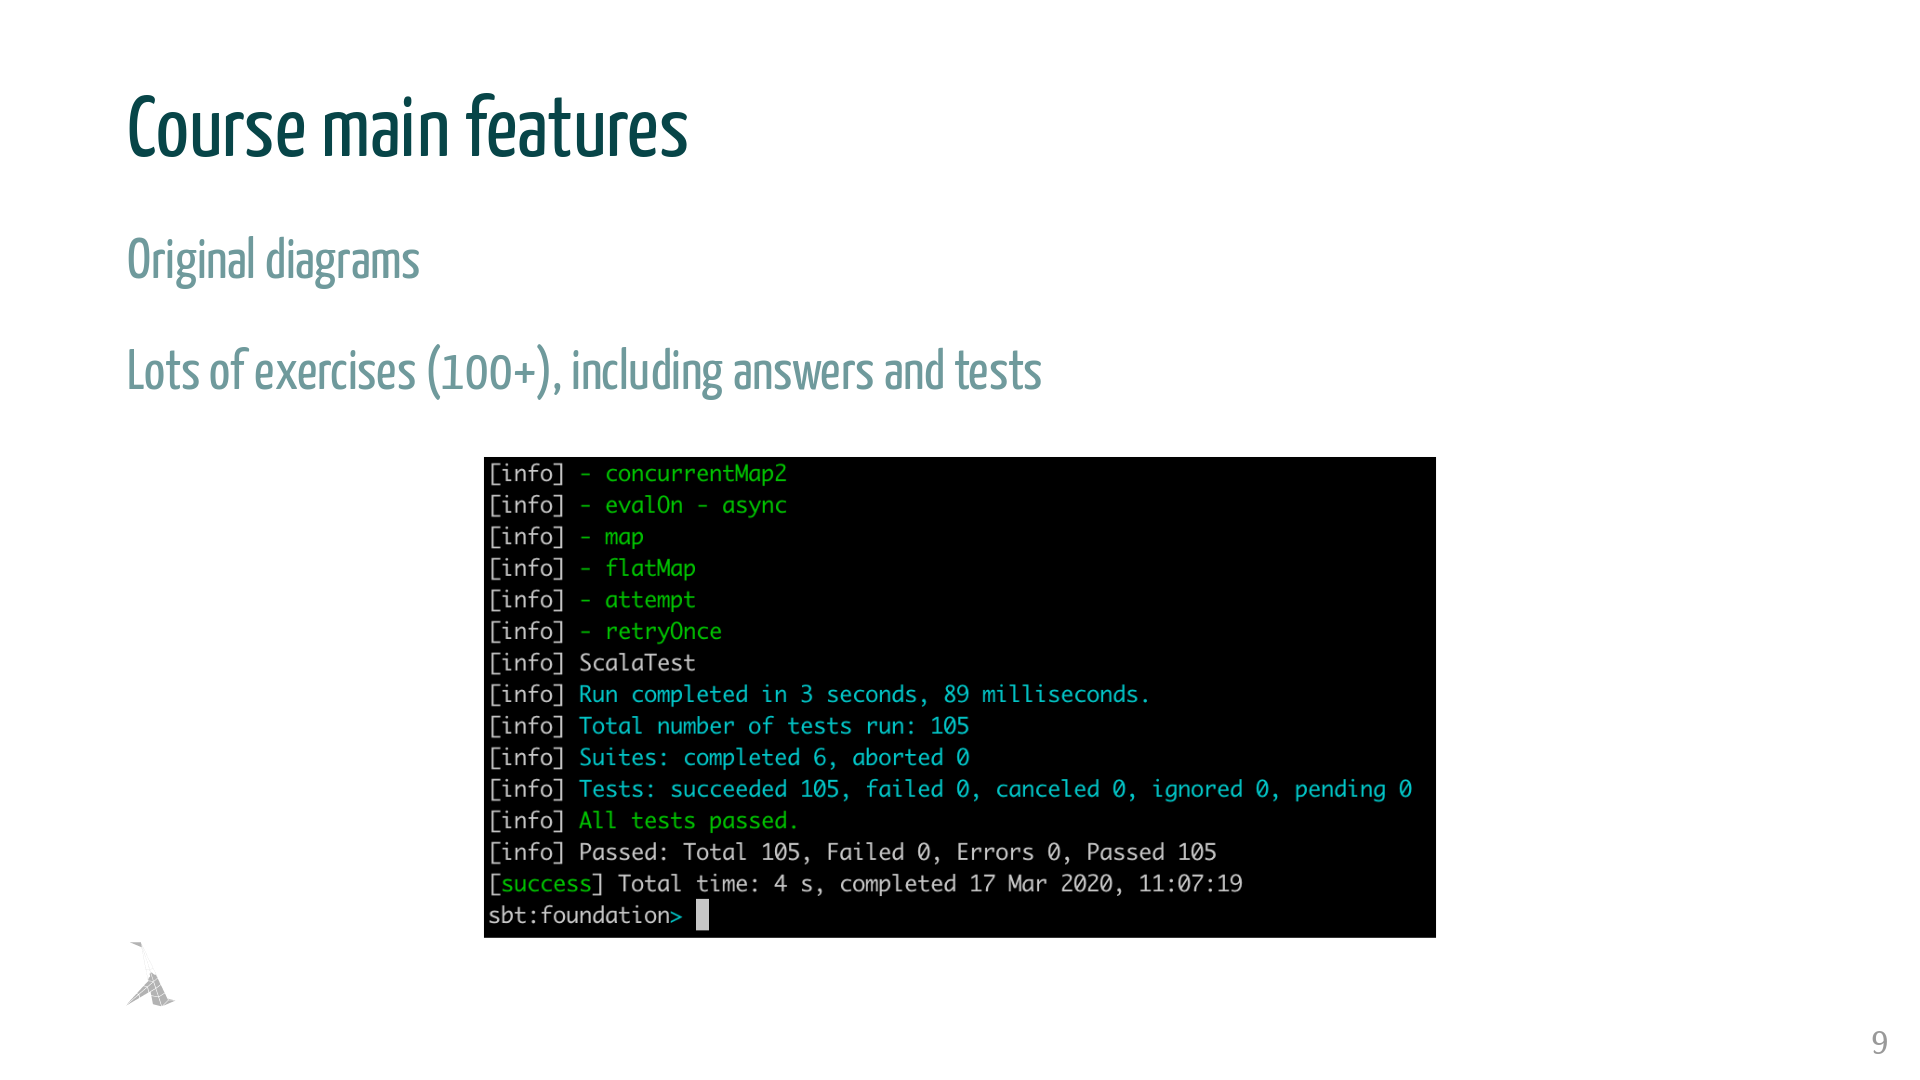 Course main features
Original diagrams
Lots of exercises (100+), including answers and tests
[info] - concurrentMap2
[info] - evalOn - async
[info] - map
[info] - flatMap
[info] - attempt
[info] - retryOnce
[info] ScalaTest
[info] Run completed in 3 seconds, 89 milliseconds.
[info] Total number of tests run: 105
[info] Suites: completed 6, aborted 0
[info] Tests: succeeded 105, failed 0, canceled 0, ignored 0, pending 0
[info] All tests passed.
[info] Passed: Total 105, Failed 0, Errors 0, Passed 105
[success] Total time: 4 s, completed 17 Mar 2020, 11:07:19
sbt:foundation>
9